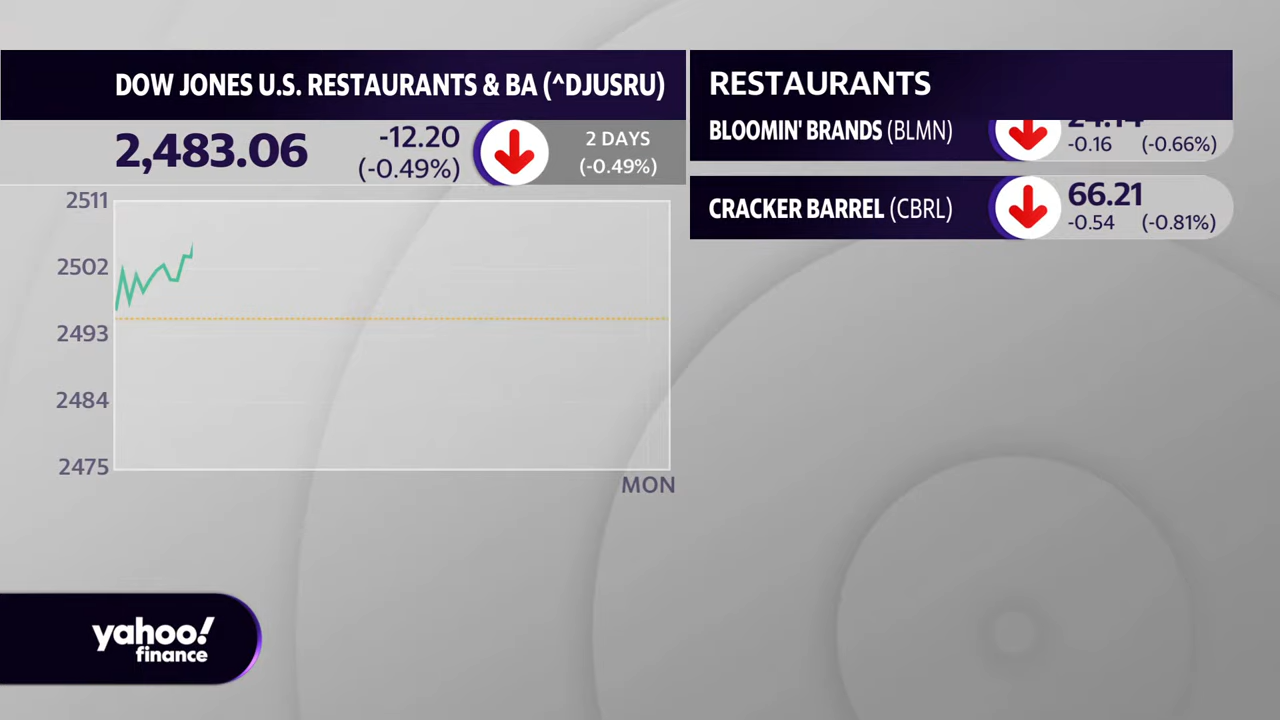 DOW JONES U.S. RESTAURANTS & BA (^DJUSRU)
2,483.06
-12.20
(-0.49%)
2 DAYS
(-0.49%)
2511
2502
2493
2484
2475
MON
RESTAURANTS
BLOOMIN' BRANDS (BLMN)
-0.16 (-0.66%)
CRACKER BARREL (CBRL)
66.21
-0.54 (-0.81%)
yahoo!
finance